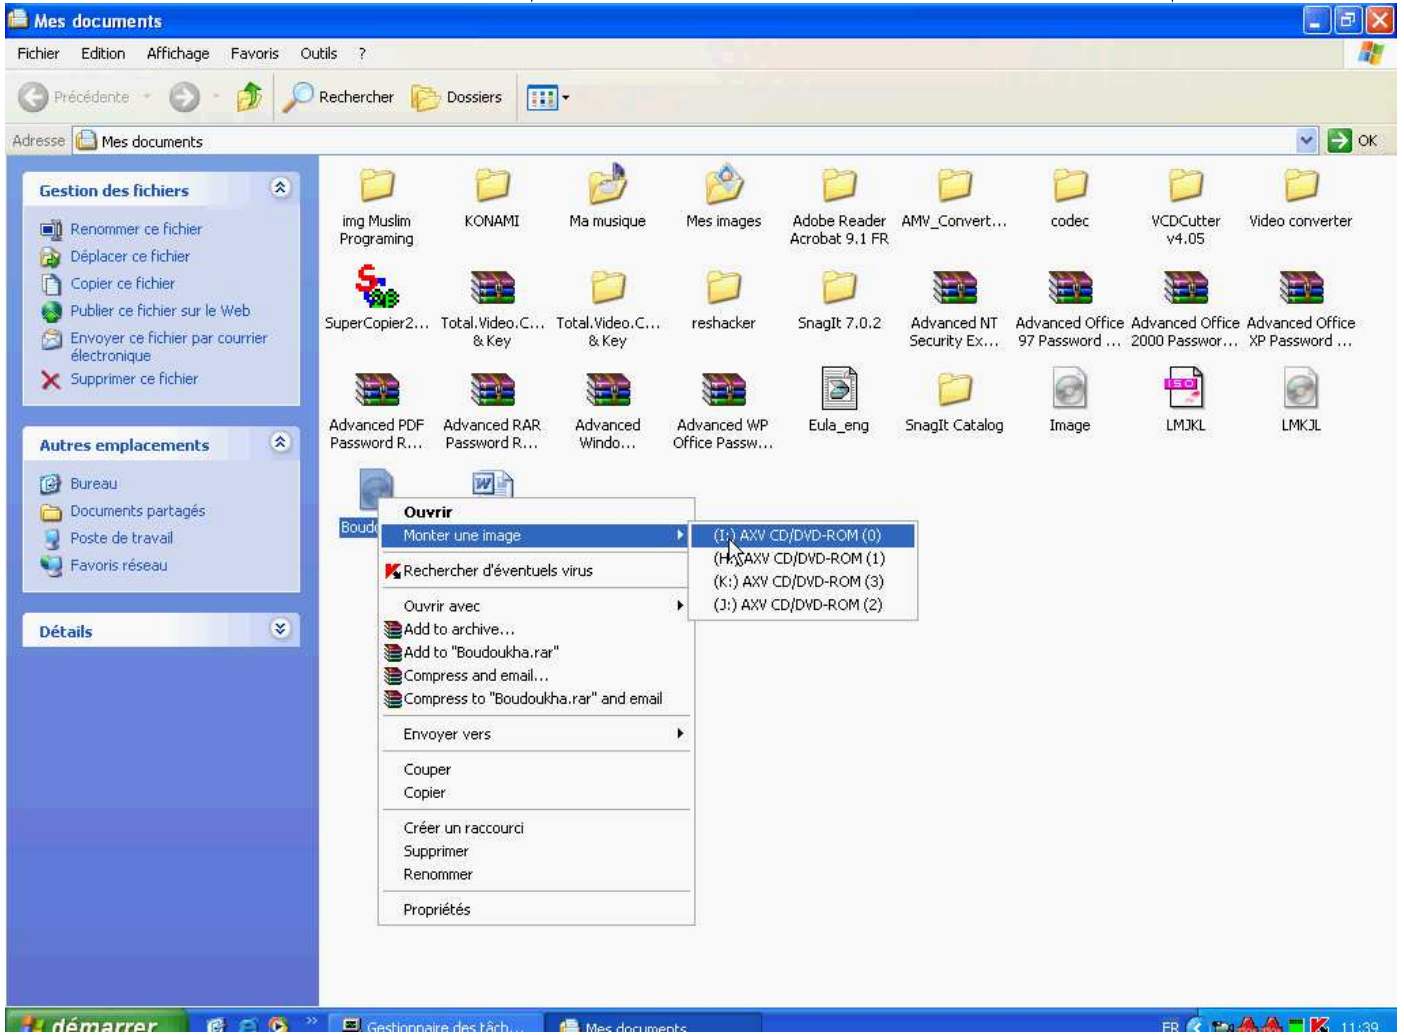 Mes documents
Fichier Edition Affichage Favoris Outils ?
Précédente Rechercher Dossiers
Adresse Mes documents OK
Gestion des fichiers
Renommer ce fichier
Déplacer ce fichier
Copier ce fichier
Publier ce fichier sur le Web
Envoyer ce fichier par courrier
électronique
Supprimer ce fichier
Autres emplacements
Bureau
Documents partagés
Poste de travail
Favoris réseau
Détails
img Muslim
Programing
KONAMI
Ma musique
Mes images
Adobe Reader
Acrobat 9.1 FR
AMV_Convert...
codec
VCDCutter
v4.05
Video converter
SuperCopier2...
Total.Video.C...
& Key
Total.Video.C...
& Key
reshacker
SnagIt 7.0.2
Advanced NT
Security Ex...
Advanced Office
97 Password ...
Advanced Office
2000 Passwor...
Advanced Office
XP Password ...
Advanced PDF
Password R...
Advanced RAR
Password R...
Advanced
Windo...
Advanced WP
Office Passw...
Eula_eng
SnagIt Catalog
Image
ISO
LMJKL
LMKJL
Ouvrir
Monter une image
Rechercher d'éventuels virus
Ouvrir avec
Add to archive...
Add to "Boudoukha.rar"
Compress and email...
Compress to "Boudoukha.rar" and email
Envoyer vers
Couper
Copier
Créer un raccourci
Supprimer
Renommer
Propriétés
(I:) AXV CD/DVD-ROM (0)
(H:) AXV CD/DVD-ROM (1)
(K:) AXV CD/DVD-ROM (3)
(J:) AXV CD/DVD-ROM (2)
démarrer Gestionnaire des tâch... Mes documents FR 11:39